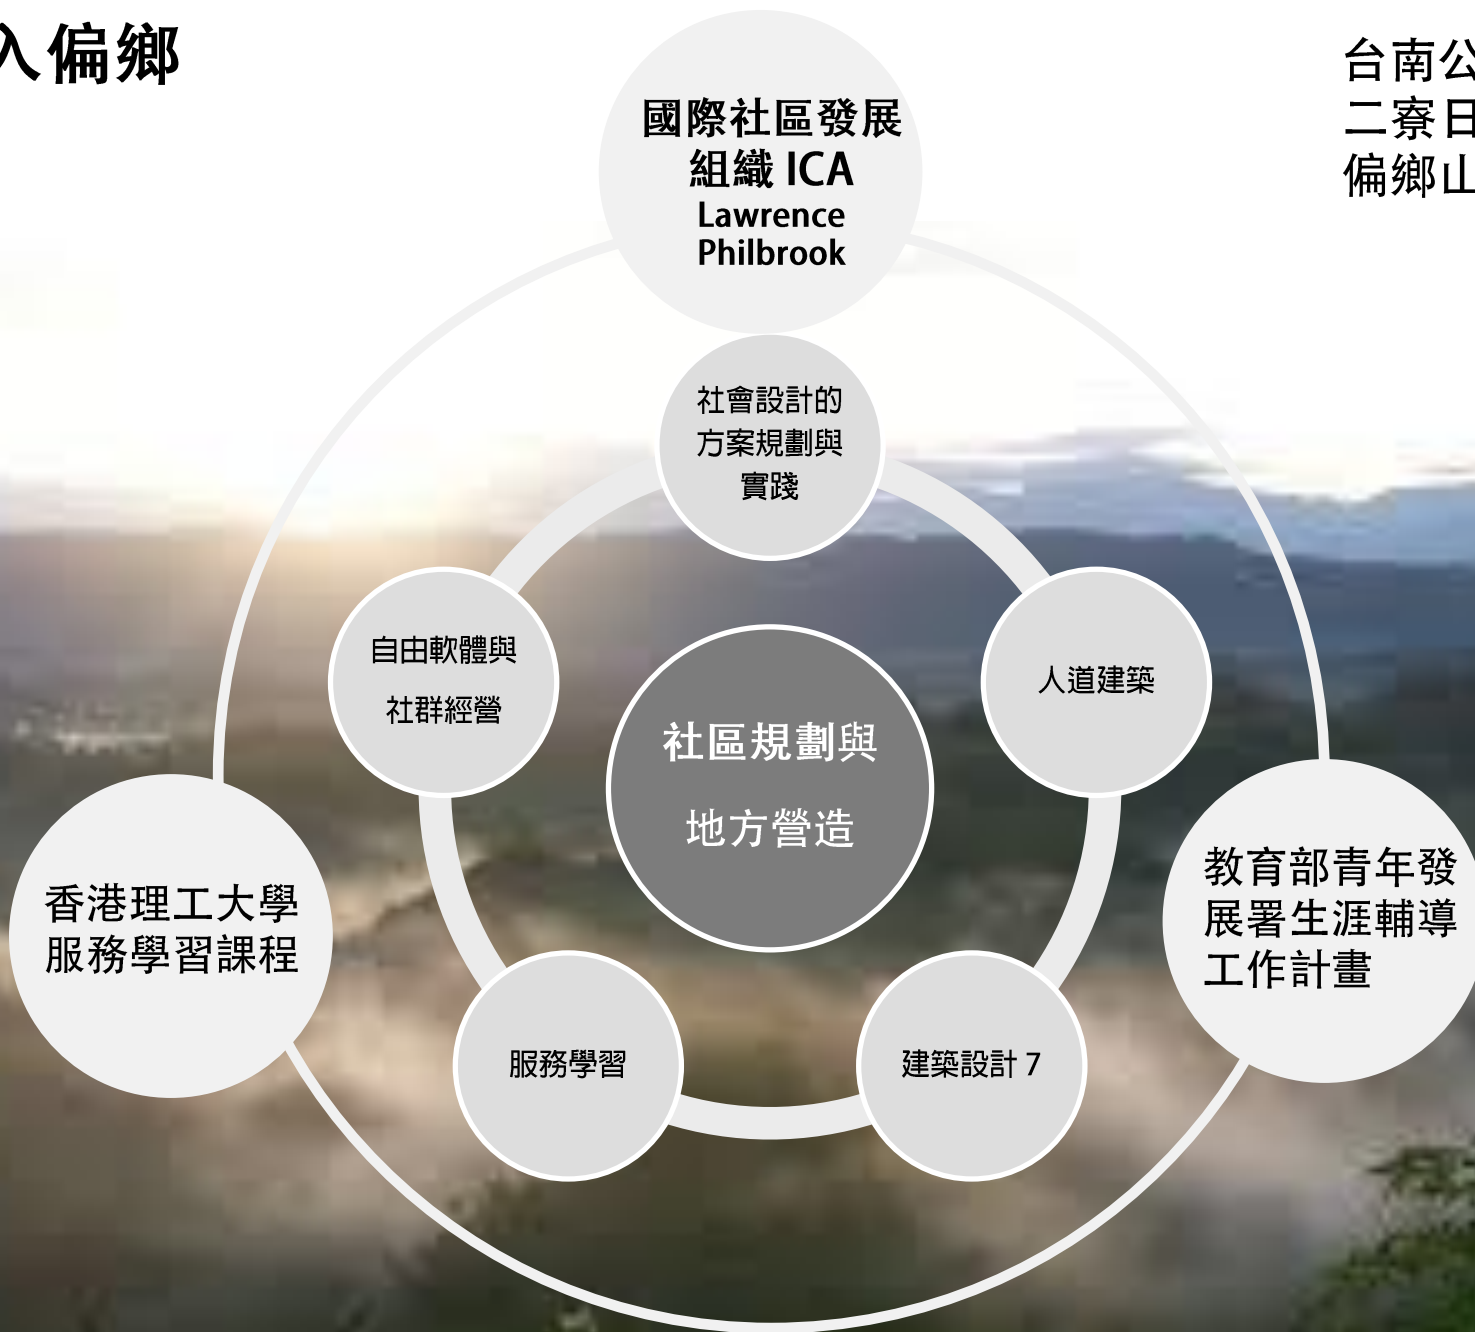 入偏鄉
台南公
二寮日
偏鄉山
國際社區發展
組織 ICA
Lawrence
Philbrook
社會設計的
方案規劃與
實踐
自由軟體與
社群經營
人道建築
社區規劃與
地方營造
香港理工大學
服務學習課程
教育部青年發
展署生涯輔導
工作計畫
服務學習
建築設計 7